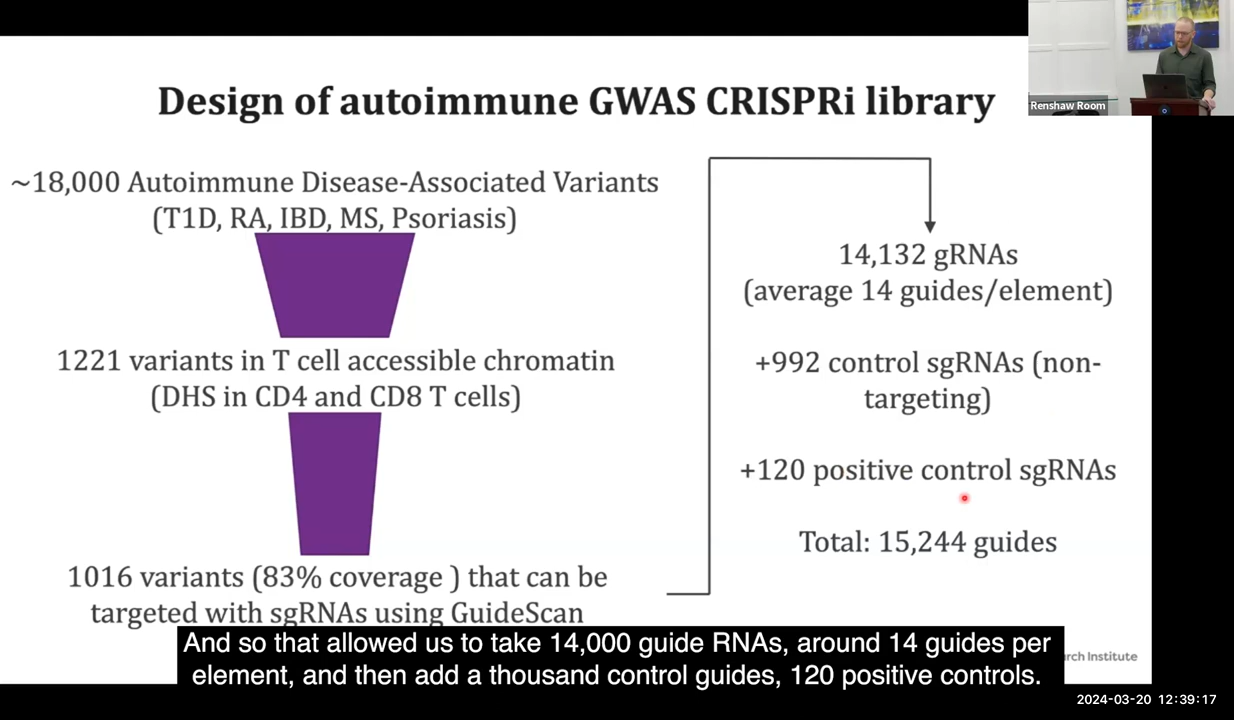 Design of autoimmune GWAS CRISPRi library
Renshaw Room
~18,000 Autoimmune Disease-Associated Variants
(T1D, RA, IBD, MS, Psoriasis)
1221 variants in T cell accessible chromatin
(DHS in CD4 and CD8 T cells)
1016 variants (83% coverage ) that can be
targeted with sgRNAs using GuideScan
14,132 gRNAs
(average 14 guides/element)
+992 control sgRNAs (non-
targeting)
+120 positive control sgRNAs
Total: 15,244 guides
And so that allowed us to take 14,000 guide RNAs, around 14 guides per
element, and then add a thousand control guides, 120 positive controls.
rch Institute
2024-03-20 12:39:17